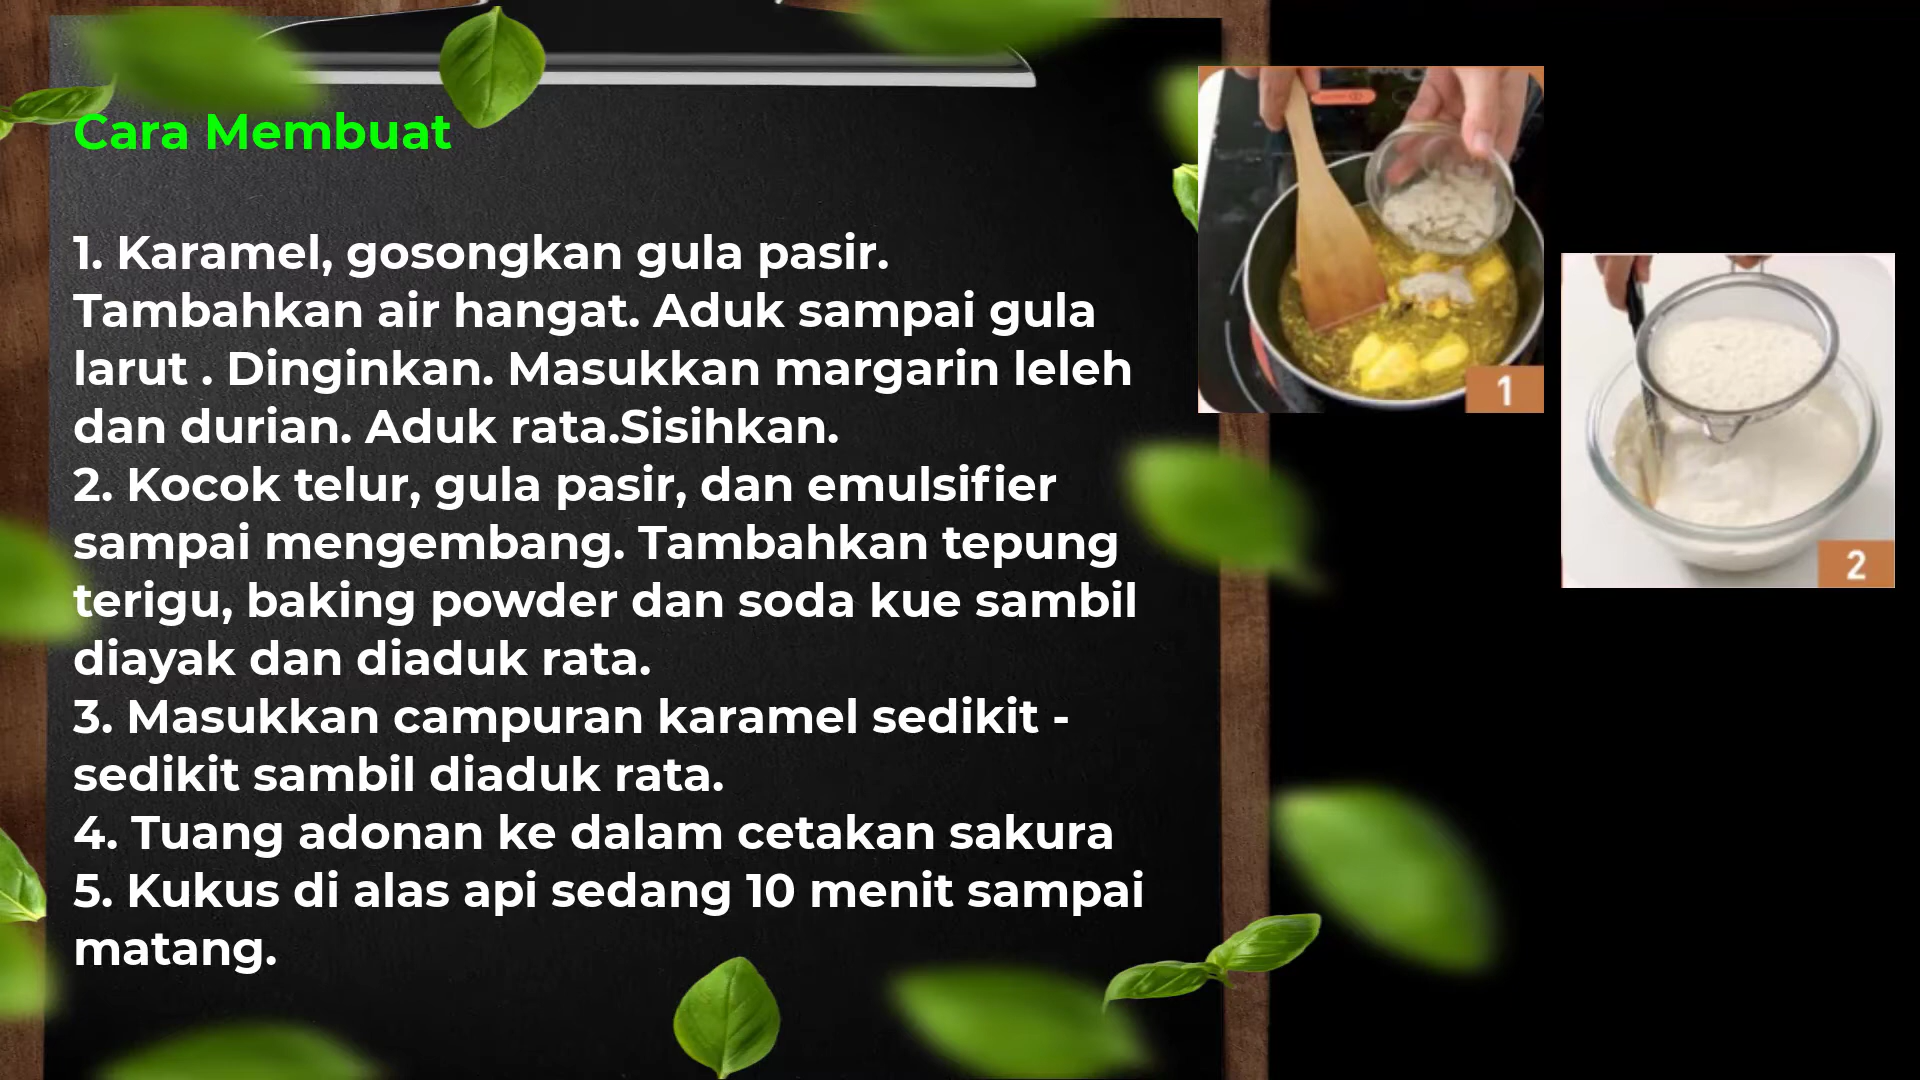 Cara Membuat
1. Karamel, gosongkan gula pasir.
Tambahkan air hangat. Aduk sampai gula
larut . Dinginkan. Masukkan margarin leleh
dan durian. Aduk rata.Sisihkan.
2. Kocok telur, gula pasir, dan emulsifier
sampai mengembang. Tambahkan tepung
terigu, baking powder dan soda kue sambil
diayak dan diaduk rata.
3. Masukkan campuran karamel sedikit -
sedikit sambil diaduk rata.
4. Tuang adonan ke dalam cetakan sakura
5. Kukus di alas api sedang 10 menit sampai
matang.
1
2